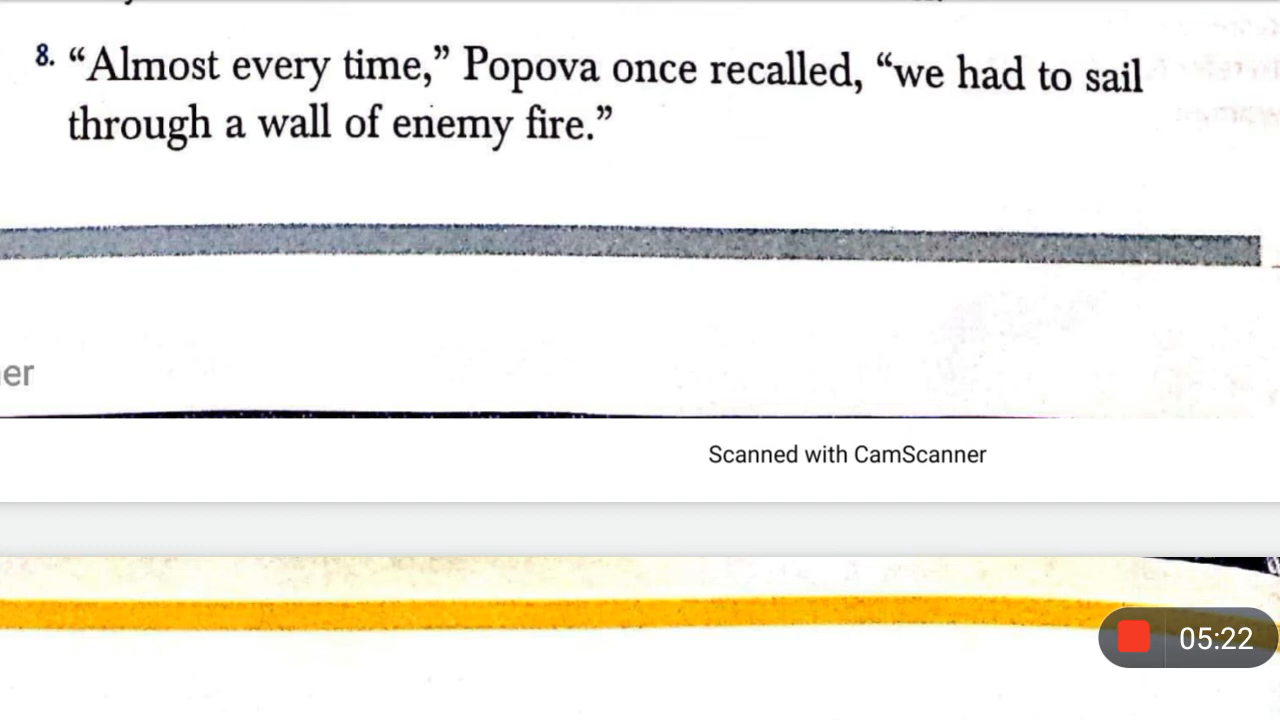 8. “Almost every time,” Popova once recalled, “we had to sail
through a wall of enemy fire.”
er
Scanned with CamScanner
05:22